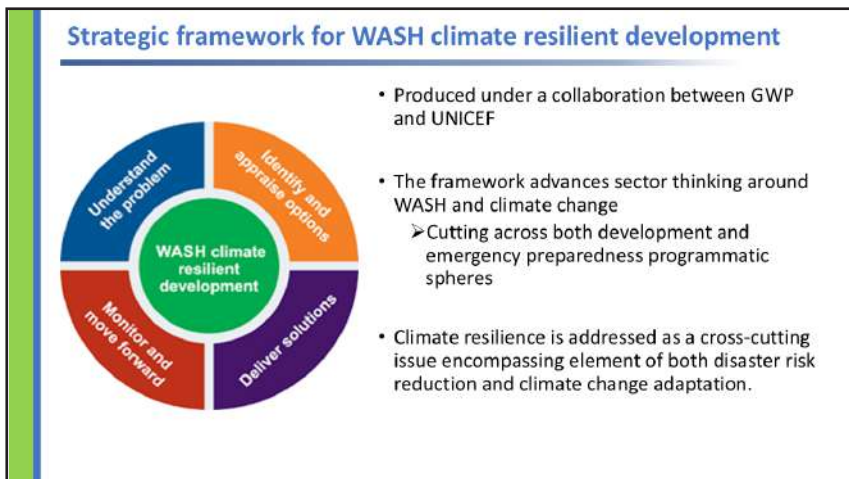 Strategic framework for WASH climate resilient development
Understand
the problem
Identify and
appraise options
WASH climate
resilient
development
Monitor and
move forward
Deliver solutions
• Produced under a collaboration between GWP
and UNICEF
• The framework advances sector thinking around
WASH and climate change
➢Cutting across both development and
emergency preparedness programmatic
spheres
• Climate resilience is addressed as a cross-cutting
issue encompassing element of both disaster risk
reduction and climate change adaptation.